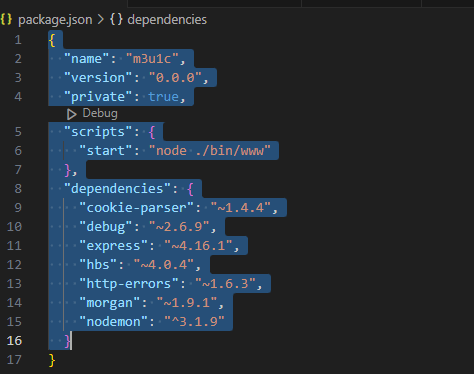 package.json > {} dependencies
1 {
2 "name": "m3u1c",
3 "version": "0.0.0",
4 "private": true,
Debug
5 "scripts": {
6 "start": "node ./bin/www"
7 },
8 "dependencies": {
9 "cookie-parser": "~1.4.4",
10 "debug": "~2.6.9",
11 "express": "~4.16.1",
12 "hbs": "~4.0.4",
13 "http-errors": "~1.6.3",
14 "morgan": "~1.9.1",
15 "nodemon": "^3.1.9"
16 }
17 }